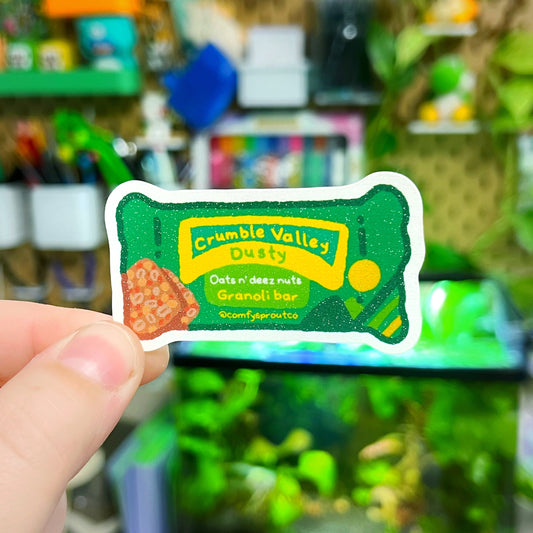 Crumble Valley
Dusty
Oats n' deez nuts
Granoli bar
@comfysproutco